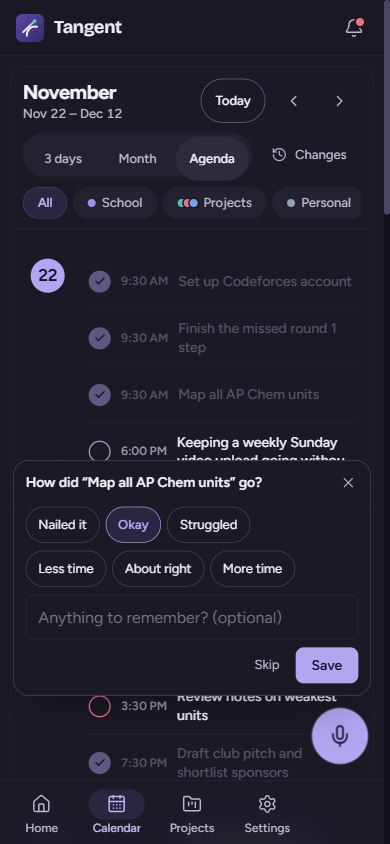 Tangent
November
Nov 22 – Dec 12
Today
3 days
Month
Agenda
Changes
All
School
Projects
Personal
22
9:30 AM
Set up Codeforces account
9:30 AM
Finish the missed round 1
step
9:30 AM
Map all AP Chem units
6:00 PM
Keeping a weekly Sunday
video upload going withou...
How did “Map all AP Chem units” go?
Nailed it
Okay
Struggled
Less time
About right
More time
Anything to remember? (optional)
Skip
Save
3:30 PM
Review notes on weakest
units
7:30 PM
Draft club pitch and
shortlist sponsors
Home
Calendar
Projects
Settings